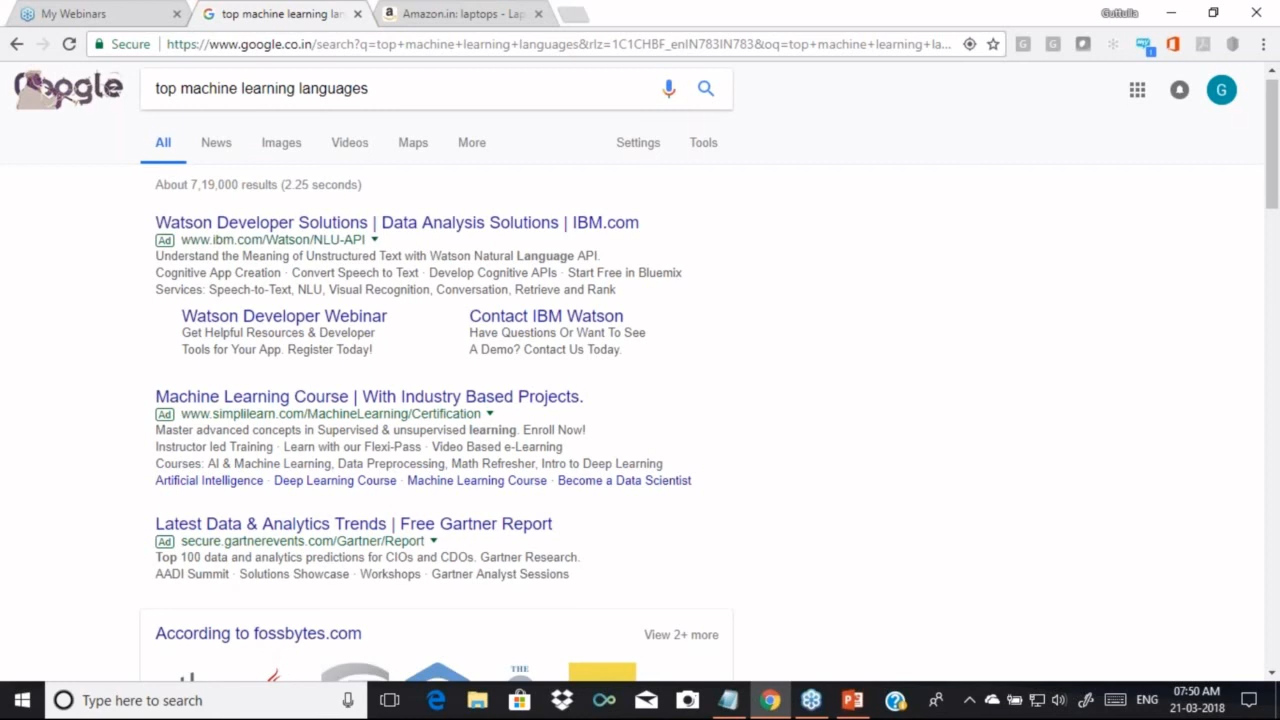 My Webinars
top machine learning lan
Amazon.in: laptops - Lap
Guttulla
Secure
https://www.google.co.in/search?q=top+machine+learning+languages&rlz=1C1CHBF_enIN783IN783&oq=top+machine+learning+la...
Google
top machine learning languages
G
All
News
Images
Videos
Maps
More
Settings
Tools
About 7,19,000 results (2.25 seconds)
Watson Developer Solutions | Data Analysis Solutions | IBM.com
Ad www.ibm.com/Watson/NLU-API
Understand the Meaning of Unstructured Text with Watson Natural Language API.
Cognitive App Creation · Convert Speech to Text · Develop Cognitive APIs · Start Free in Bluemix
Services: Speech-to-Text, NLU, Visual Recognition, Conversation, Retrieve and Rank
Watson Developer Webinar
Get Helpful Resources & Developer
Tools for Your App. Register Today!
Contact IBM Watson
Have Questions Or Want To See
A Demo? Contact Us Today.
Machine Learning Course | With Industry Based Projects.
Ad www.simplilearn.com/MachineLearning/Certification
Master advanced concepts in Supervised & unsupervised learning. Enroll Now!
Instructor led Training · Learn with our Flexi-Pass · Video Based e-Learning
Courses: AI & Machine Learning, Data Preprocessing, Math Refresher, Intro to Deep Learning
Artificial Intelligence · Deep Learning Course · Machine Learning Course · Become a Data Scientist
Latest Data & Analytics Trends | Free Gartner Report
Ad secure.gartnerevents.com/Gartner/Report
Top 100 data and analytics predictions for CIOs and CDOs. Gartner Research.
AADI Summit · Solutions Showcase · Workshops · Gartner Analyst Sessions
According to fossbytes.com
View 2+ more
THE
Type here to search
ENG
07:50 AM
21-03-2018